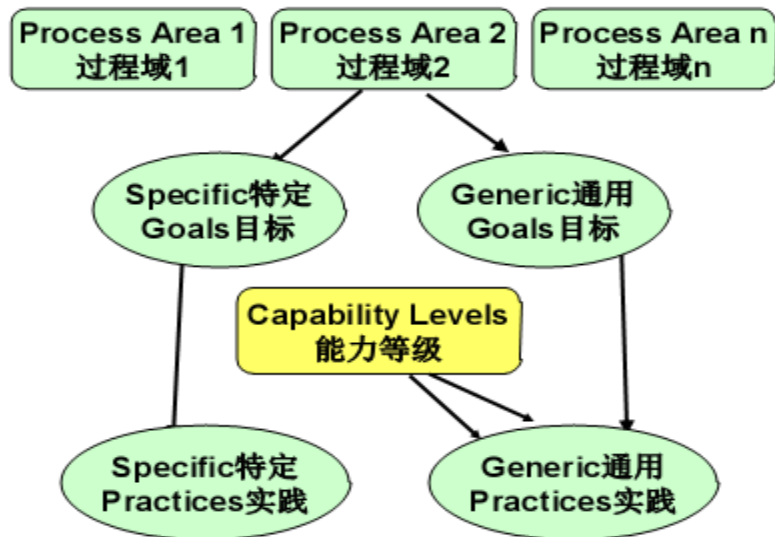 Process Area 1
过程域1
Process Area 2
过程域2
Process Area n
过程域n
Specific特定
Goals目标
Generic通用
Goals目标
Capability Levels
能力等级
Specific特定
Practices实践
Generic通用
Practices实践